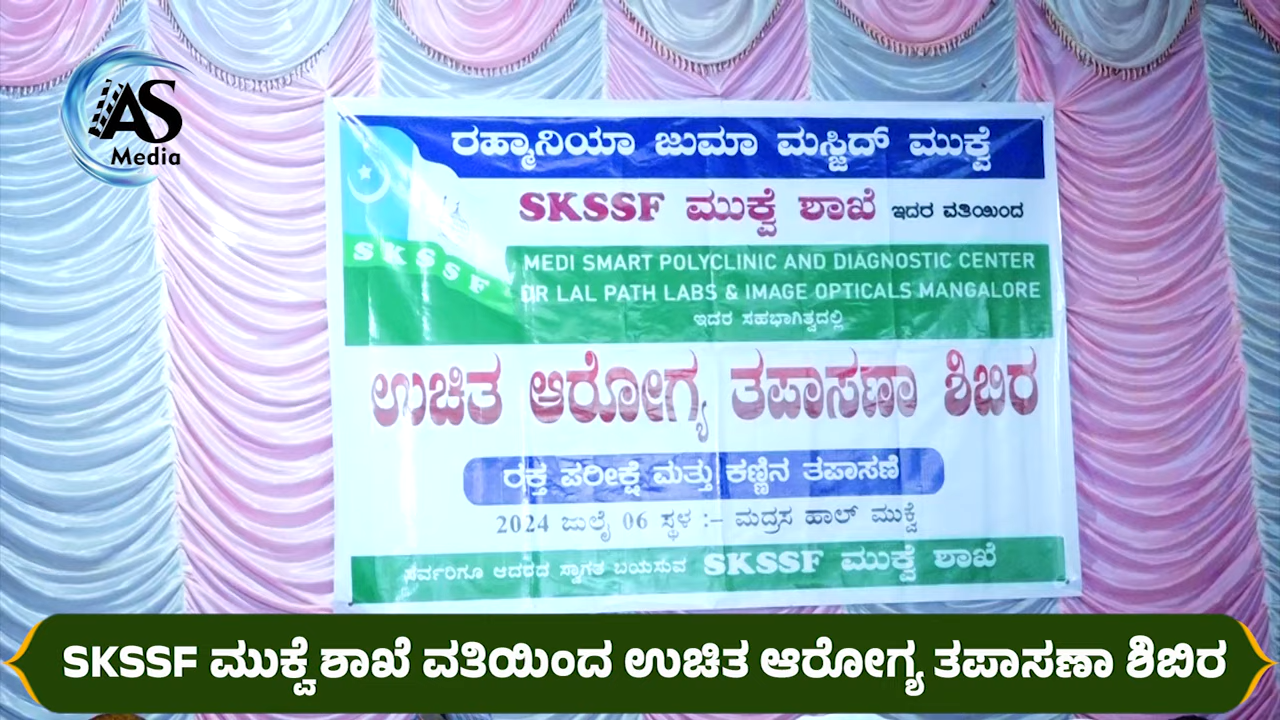 AS
Media
ರಹ್ಮಾನಿಯಾ ಜುಮಾ ಮಸ್ಜಿದ್ ಮುಕ್ವೆ
SKSSF ಮುಕ್ವೆ ಶಾಖೆ ಇದರ ವತಿಯಿಂದ
SKSSF
MEDI SMART POLYCLINIC AND DIAGNOSTIC CENTER
DR LAL PATH LABS & IMAGE OPTICALS MANGALORE
ಇದರ ಸಹಭಾಗಿತ್ವದಲ್ಲಿ
ಉಚಿತ ಆರೋಗ್ಯ ತಪಾಸಣಾ ಶಿಬಿರ
ರಕ್ತ ಪರೀಕ್ಷೆ ಮತ್ತು ಕಣ್ಣಿನ ತಪಾಸಣೆ
2024 ಜುಲೈ 06 ಸ್ಥಳ :- ಮದ್ರಸ ಹಾಲ್ ಮುಕ್ವೆ
ಸರ್ವರಿಗೂ ಆದರದ ಸ್ವಾಗತ ಬಯಸುವ SKSSF ಮುಕ್ವೆ ಶಾಖೆ
SKSSF ಮುಕ್ವೆ ಶಾಖೆ ವತಿಯಿಂದ ಉಚಿತ ಆರೋಗ್ಯ ತಪಾಸಣಾ ಶಿಬಿರ